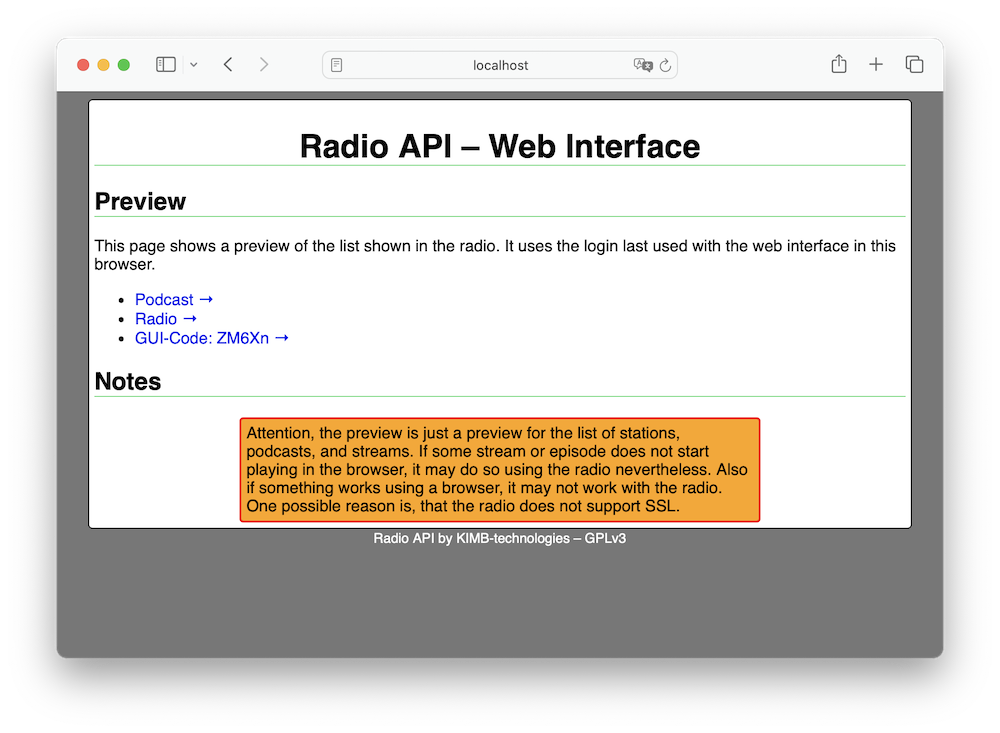 localhost
Radio API – Web Interface
Preview
This page shows a preview of the list shown in the radio. It uses the login last used with the web interface in this
browser.
• Podcast →
• Radio →
• GUI-Code: ZM6Xn →
Notes
Attention, the preview is just a preview for the list of stations,
podcasts, and streams. If some stream or episode does not start
playing in the browser, it may do so using the radio nevertheless. Also
if something works using a browser, it may not work with the radio.
One possible reason is, that the radio does not support SSL.
Radio API by KIMB-technologies – GPLv3